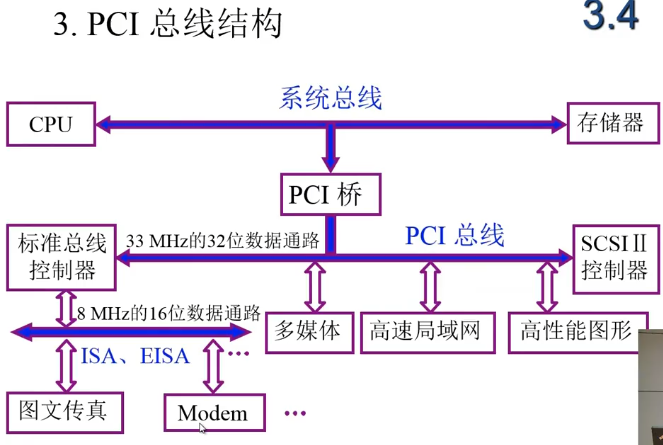 3. PCI 总线结构
3.4
系统总线
CPU
存储器
PCI 桥
标准总线
控制器
33 MHz的32位数据通路
PCI 总线
SCSI Ⅱ
控制器
8 MHz的16位数据通路
多媒体
高速局域网
高性能图形
ISA、EISA
···
图文传真
Modem
···